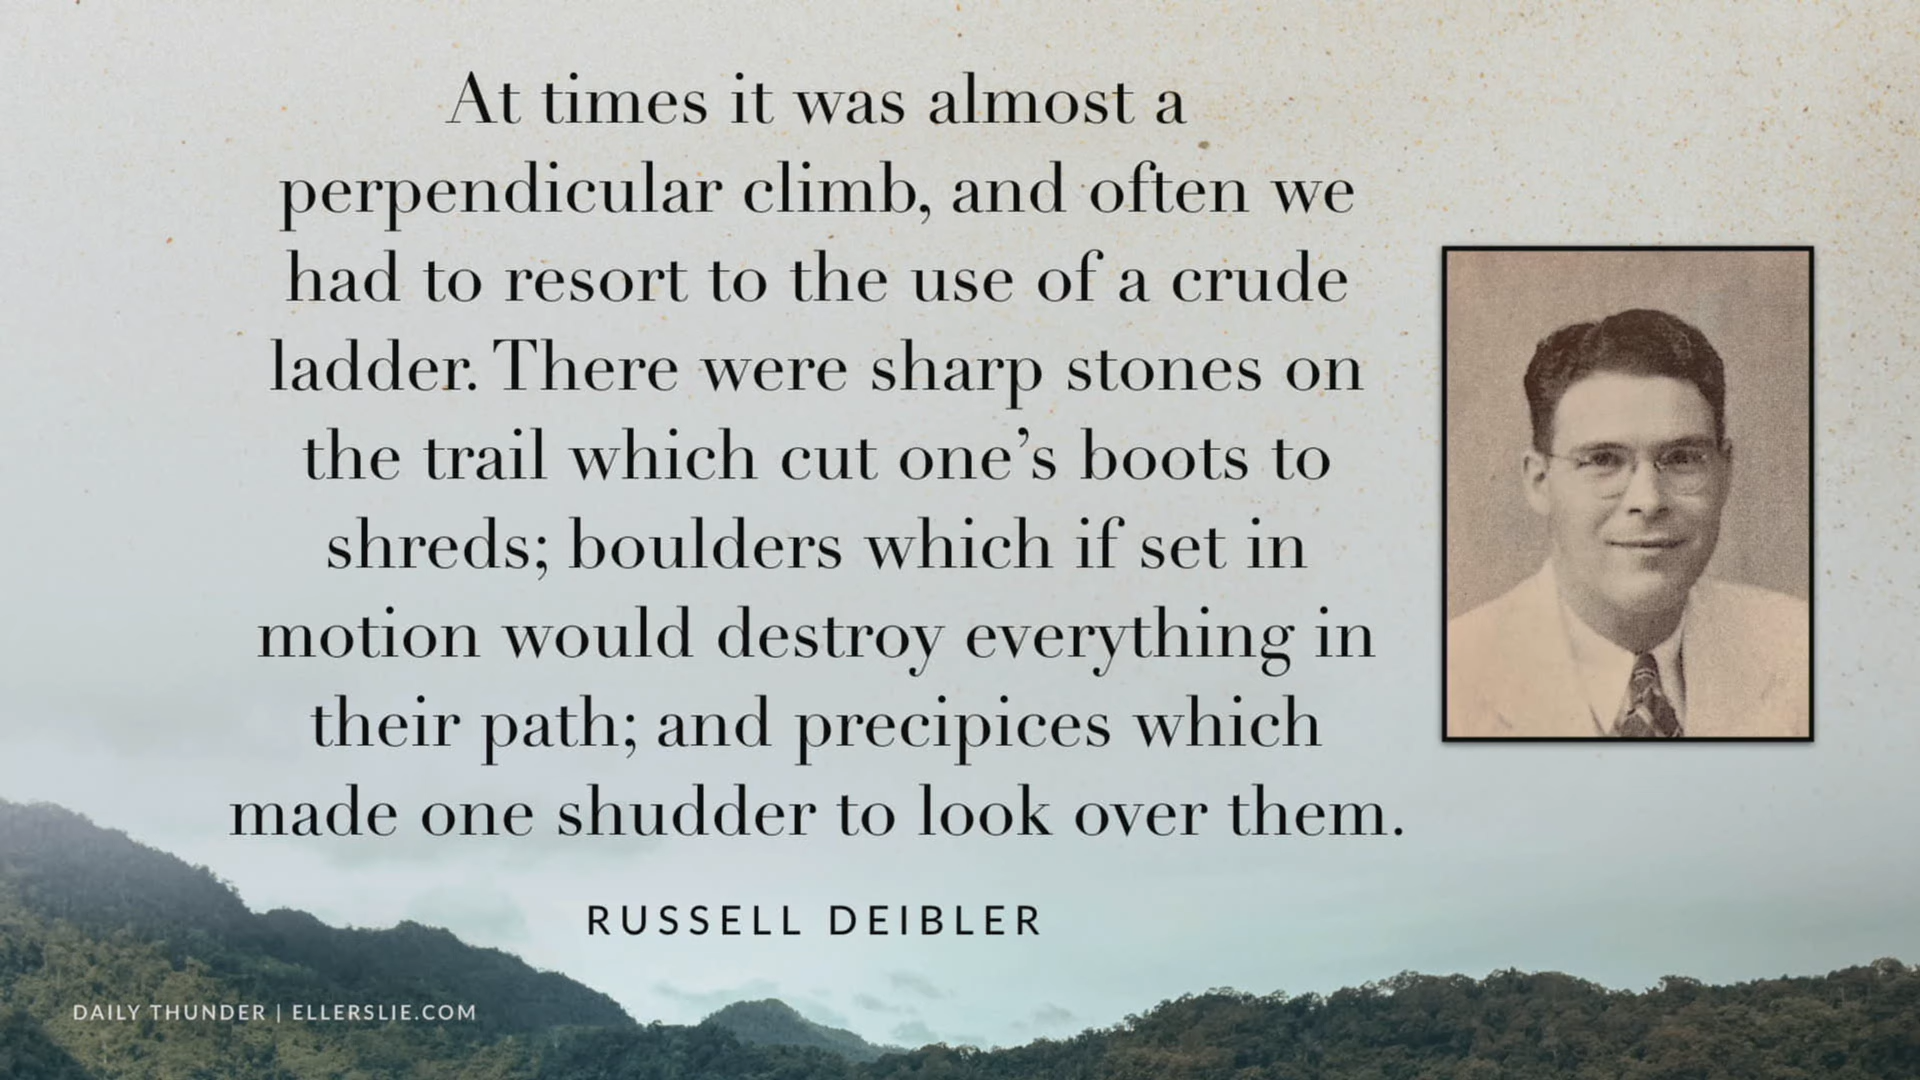 At times it was almost a
perpendicular climb, and often we
had to resort to the use of a crude
ladder. There were sharp stones on
the trail which cut one’s boots to
shreds; boulders which if set in
motion would destroy everything in
their path; and precipices which
made one shudder to look over them.
RUSSELL DEIBLER
DAILY THUNDER | ELLERSLIE.COM